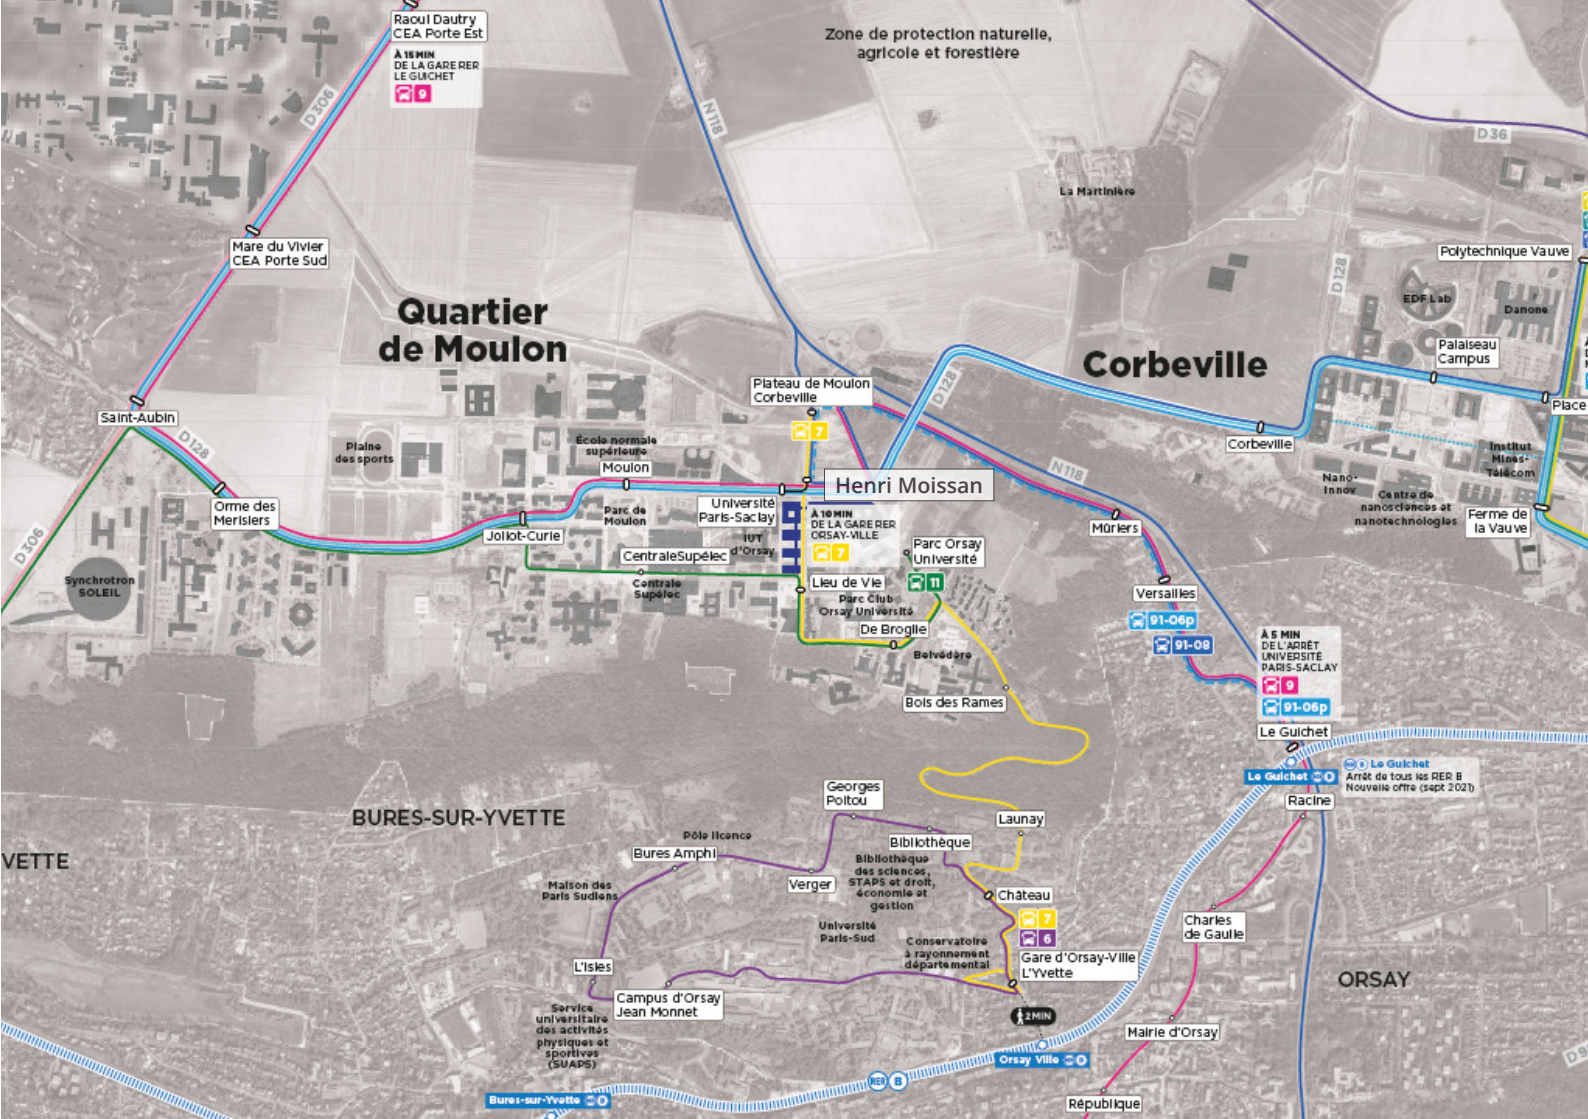 Raoul Dautry
CEA Porte Est
À 15 MIN
DE LA GARE RER
LE GUICHET
9
D 306
N118
Zone de protection naturelle,
agricole et forestière
D 36
La Martinière
Mare du Vivier
CEA Porte Sud
Quartier
de Moulon
Polytechnique Vauve
D 128
EDF Lab
Danone
Palaiseau
Campus
Corbeville
Plateau de Moulon
Corbeville
7
D 128
Place
Saint-Aubin
D 128
Plaine
des sports
École normale
supérieure
Moulon
Corbeville
Institut
Mines-
Télécom
N118
Nano-
Innov
Centre de
nanosciences et
nanotechnologies
Henri Moissan
Université
Paris-Saclay
Orme des
Merisiers
Parc de
Moulon
À 10 MIN
DE LA GARE RER
ORSAY-VILLE
7
Mûriers
Ferme de
la Vauve
D 306
Joliot-Curie
IUT
d'Orsay
CentraleSupélec
Parc Orsay
Université
11
Centrale
Supélec
Lieu de Vie
Parc Club
Orsay Université
Synchrotron
SOLEIL
Versailles
91-06p
91-08
De Broglie
Belvédère
À 5 MIN
DE L'ARRÊT
UNIVERSITÉ
PARIS-SACLAY
9
91-06p
Bois des Rames
Le Guichet
Le Guichet RER B
RER B Le Guichet
Arrêt de tous les RER B
Nouvelle offre (sept 2021)
Racine
Georges
Poitou
BURES-SUR-YVETTE
Launay
VETTE
Pôle licence
Bures Amphi
Bibliothèque
Bibliothèque
des sciences,
STAPS et droit,
économie et
gestion
Verger
Maison des
Paris Sudiens
Château
7
6
Université
Paris-Sud
Charles
de Gaulle
Conservatoire
à rayonnement
départemental
Gare d'Orsay-Ville
L'Yvette
L'Isles
ORSAY
Campus d'Orsay
Jean Monnet
Service
universitaire
des activités
physiques et
sportives
(SUAPS)
2 MIN
Mairie d'Orsay
Orsay Ville RER B
RER B
Bures-sur-Yvette RER B
République